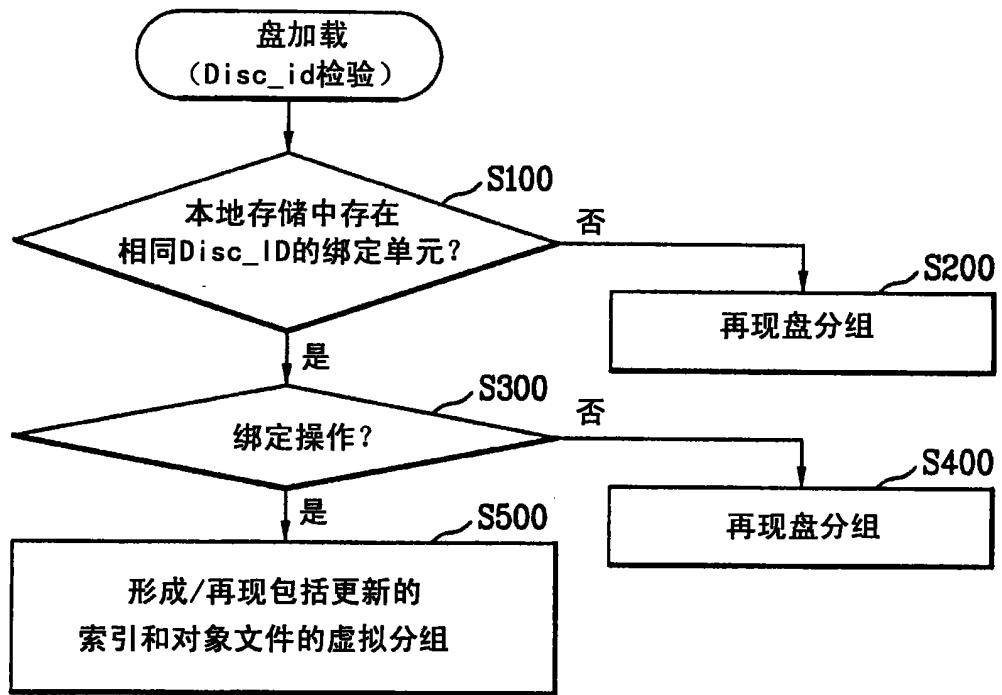 盘加载
（Disc_id检验）
S100
本地存储中存在
相同Disc_ID的绑定单元?
否
S200
再现盘分组
是
S300
绑定操作?
否
S400
再现盘分组
是
S500
形成/再现包括更新的
索引和对象文件的虚拟分组